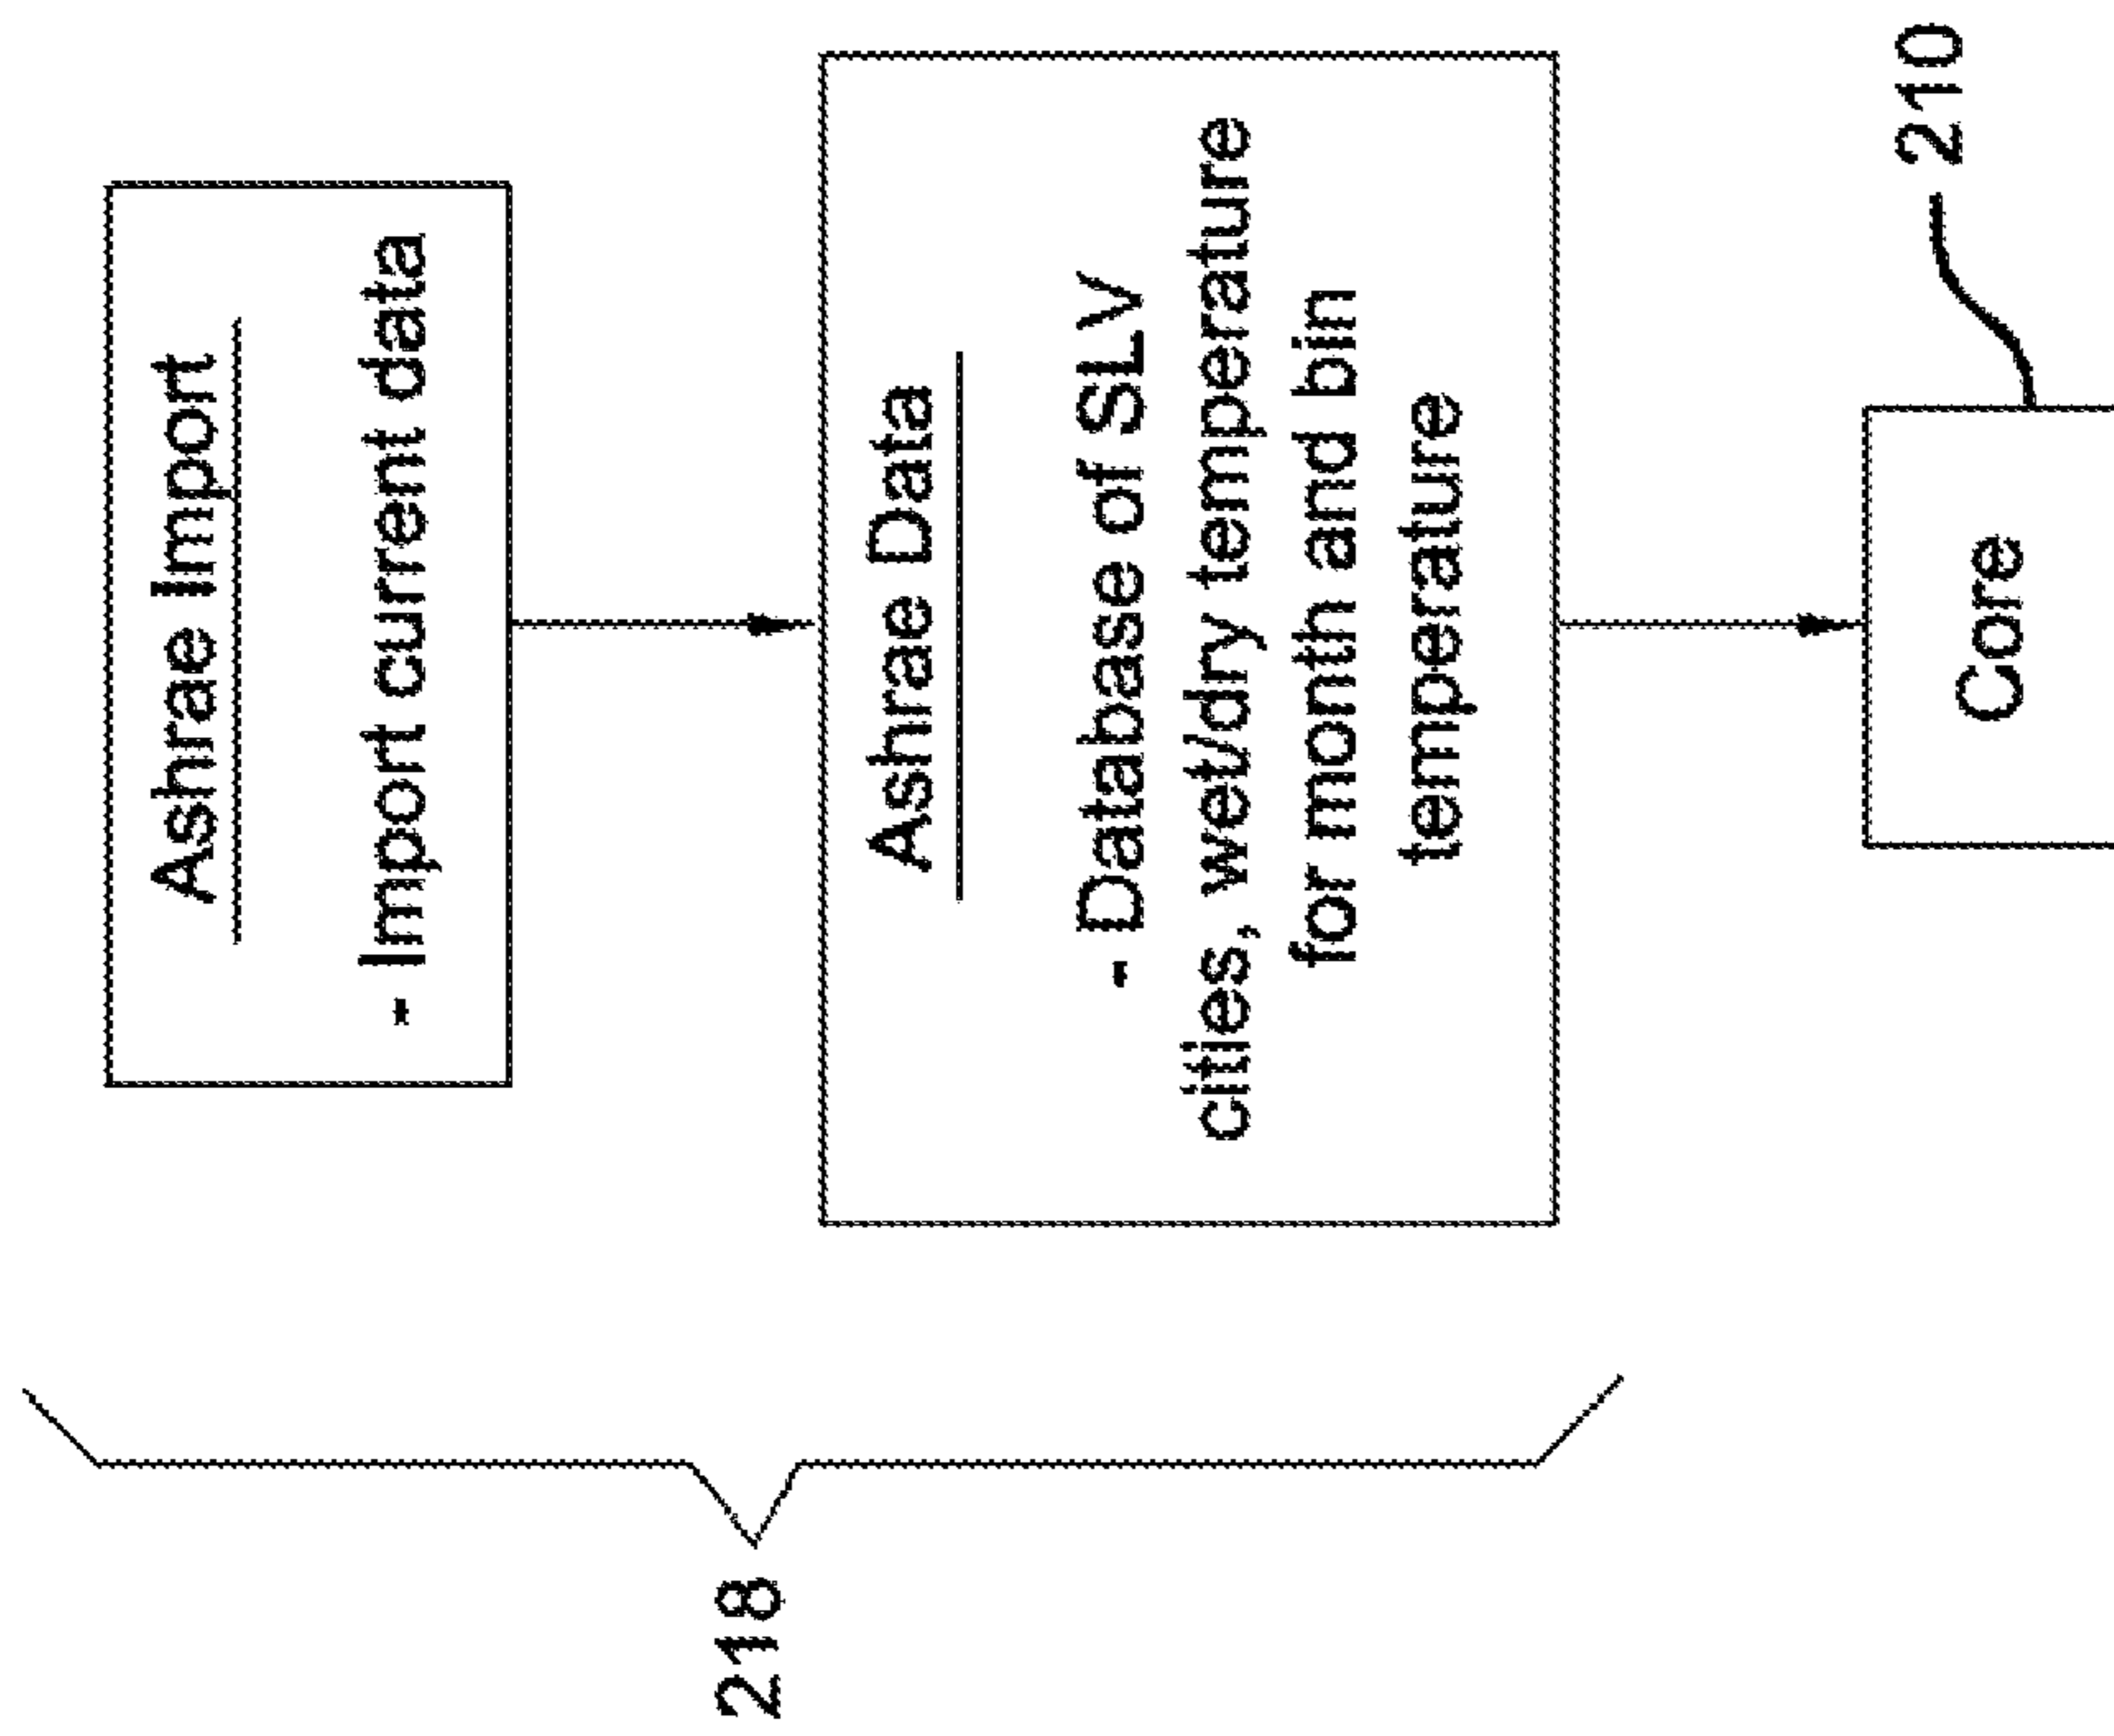 Ashrae Import
- Import current data
Ashrae Data
- Database of SLV
cities, wet/dry temperature
for month and bin
temperature
210
Core
218